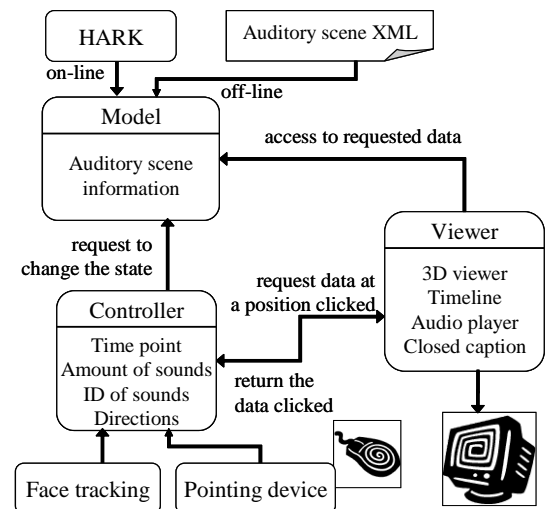 HARK
Auditory scene XML
on-line
off-line
Model
Auditory scene
information
access to requested data
request to
change the state
Viewer
3D viewer
Timeline
Audio player
Closed caption
request data at
a position clicked
Controller
Time point
Amount of sounds
ID of sounds
Directions
return the
data clicked
Face tracking
Pointing device